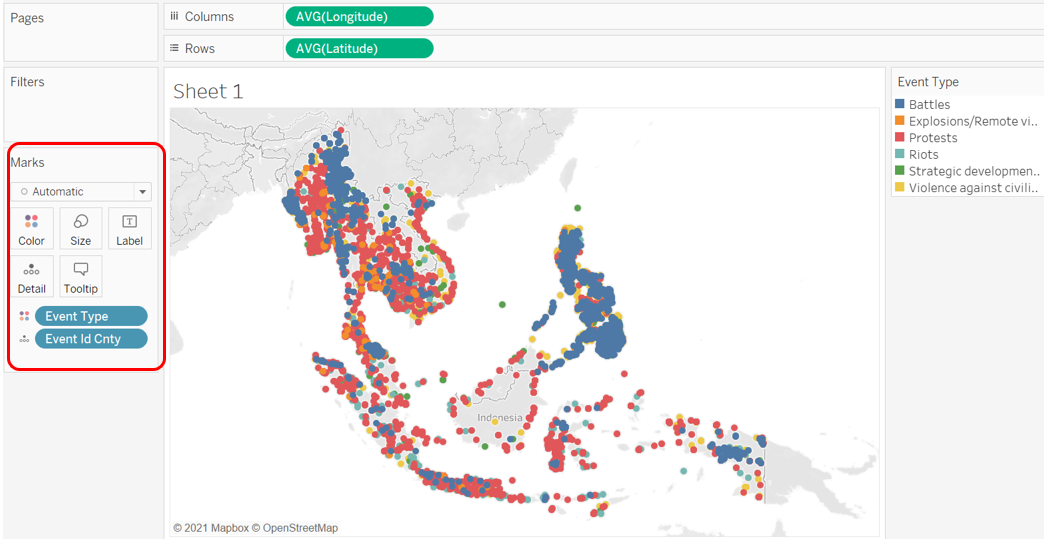 Pages
Columns
AVG(Longitude)
Rows
AVG(Latitude)
Filters
Marks
Automatic
Color
Size
Label
Detail
Tooltip
Event Type
Event Id Cnty
Sheet 1
Indonesia
© 2021 Mapbox © OpenStreetMap
Event Type
Battles
Explosions/Remote vi..
Protests
Riots
Strategic developmen..
Violence against civili..